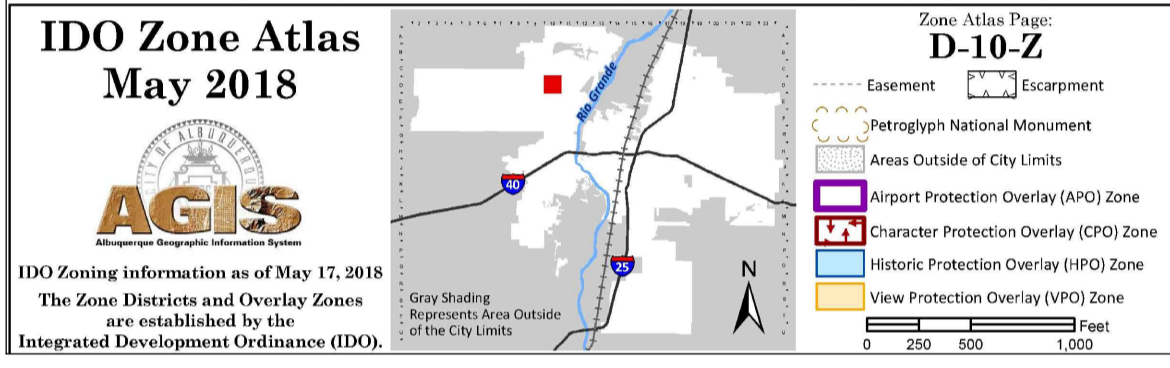 IDO Zone Atlas
May 2018
CITY OF ALBUQUERQUE
AGIS
Albuquerque Geographic Information System
IDO Zoning information as of May 17, 2018
The Zone Districts and Overlay Zones
are established by the
Integrated Development Ordinance (IDO).
Rio Grande
40
25
N
Gray Shading
Represents Area Outside
of the City Limits
Zone Atlas Page:
D-10-Z
Easement
Escarpment
Petroglyph National Monument
Areas Outside of City Limits
Airport Protection Overlay (APO) Zone
Character Protection Overlay (CPO) Zone
Historic Protection Overlay (HPO) Zone
View Protection Overlay (VPO) Zone
Feet
0 250 500 1,000